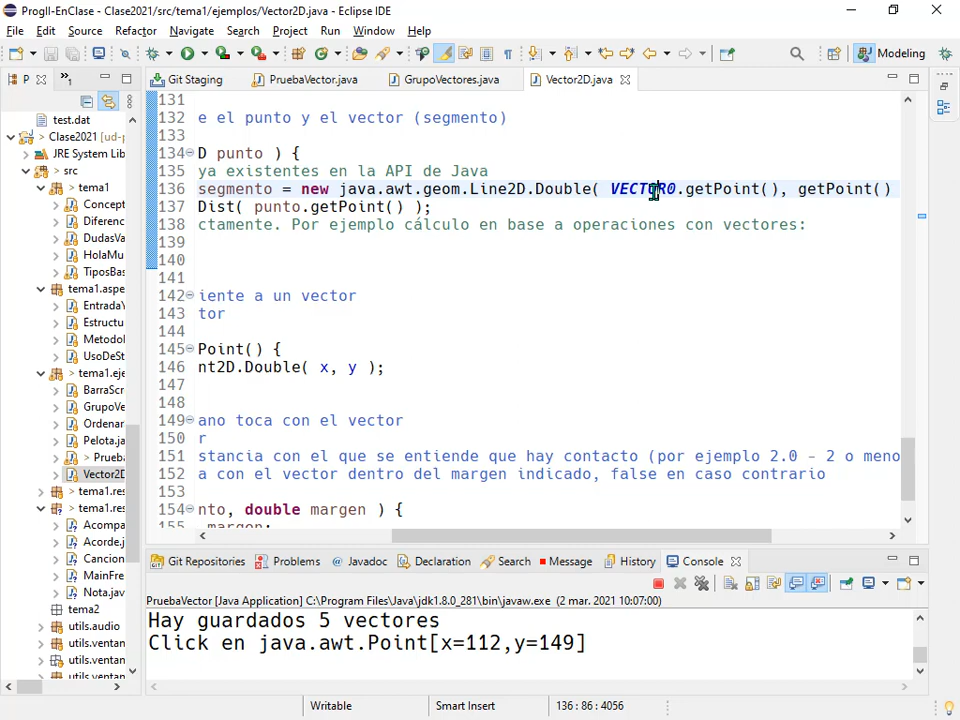 ProgII-EnClase - Clase2021/src/tema1/ejemplos/Vector2D.java - Eclipse IDE
File Edit Source Refactor Navigate Search Project Run Window Help
Modeling
P
»1
Git Staging PruebaVector.java GrupoVectores.java Vector2D.java
test.dat
Clase2021 [ud-p
JRE System Lib
src
tema1
Concept
Diferenc
DudasVa
HolaMu
TiposBas
tema1.aspe
EntradaY
Estructu
Metodol
UsoDeSt
tema1.eje
BarraScr
GrupoVe
Ordenar
Pelota.ja
> Prueba
Vector2D
tema1.res
> tema1.res
Acompa
Acorde.j
Cancion
MainFre
Nota.jav
tema2
utils.audio
utils.ventan
utils.ventan
utils.ventan
131
132 e el punto y el vector (segmento)
133
134 D punto ) {
135 ya existentes en la API de Java
136 segmento = new java.awt.geom.Line2D.Double( VECTOR0.getPoint(), getPoint()
137 Dist( punto.getPoint() );
138 ctamente. Por ejemplo cálculo en base a operaciones con vectores:
139
140
141
142 iente a un vector
143 tor
144
145 Point() {
146 nt2D.Double( x, y );
147
148
149 ano toca con el vector
150 r
151 stancia con el que se entiende que hay contacto (por ejemplo 2.0 - 2 o meno
152 a con el vector dentro del margen indicado, false en caso contrario
153
154 nto, double margen ) {
155 margen;
Git Repositories Problems Javadoc Declaration Search Message History Console
PruebaVector [Java Application] C:\Program Files\Java\jdk1.8.0_281\bin\javaw.exe (2 mar. 2021 10:07:00)
Hay guardados 5 vectores
Click en java.awt.Point[x=112,y=149]
Writable Smart Insert 136 : 86 : 4056